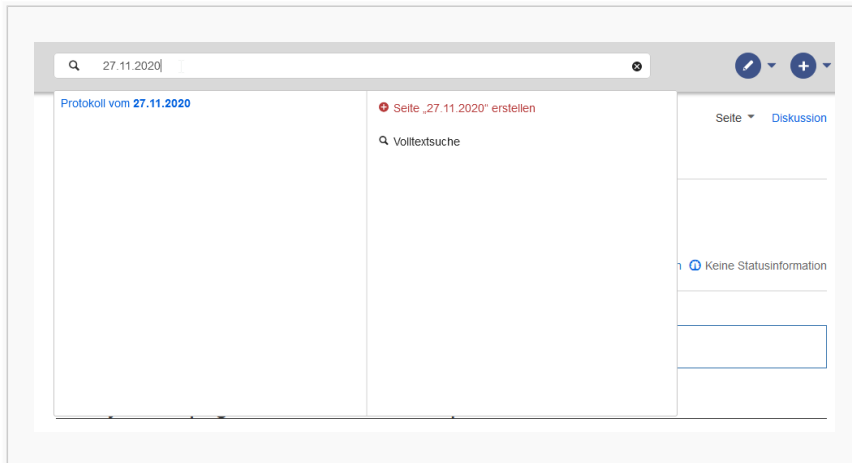 27.11.2020
Protokoll vom 27.11.2020
Seite „27.11.2020“ erstellen
Volltextsuche
Seite
Diskussion
Keine Statusinformation